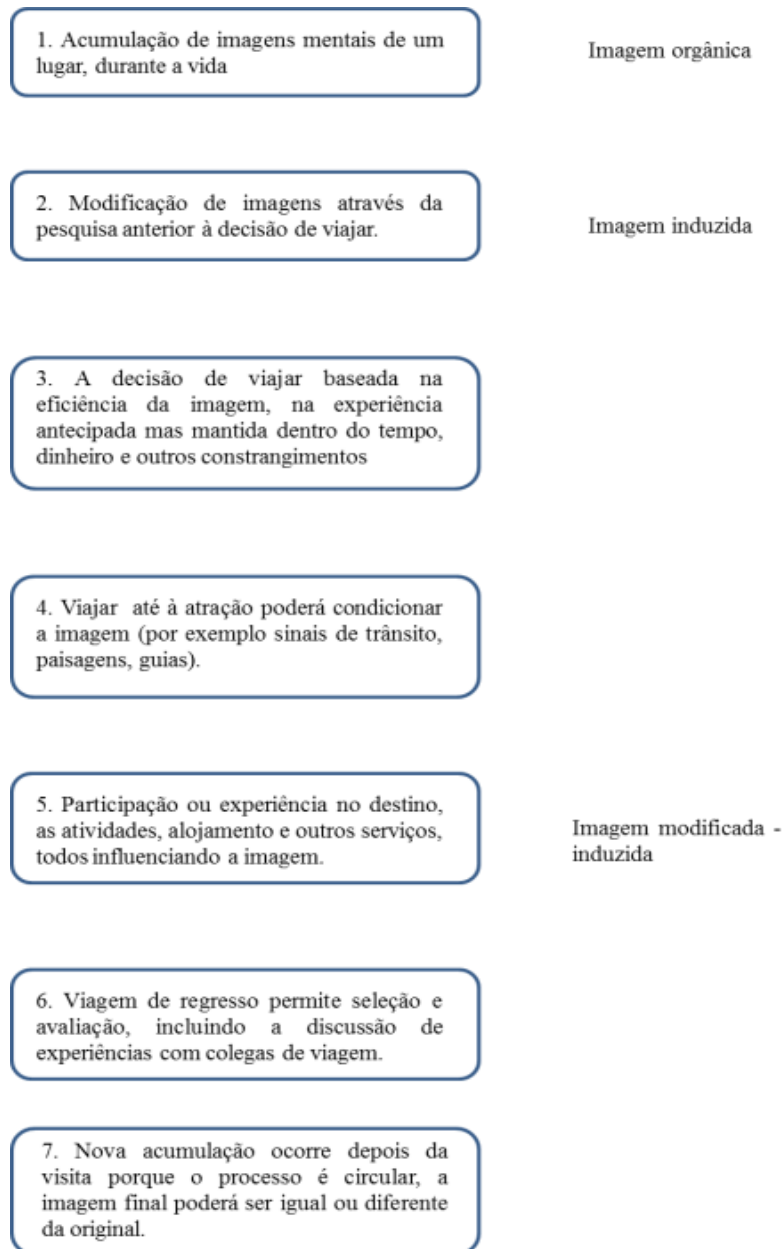 1. Acumulação de imagens mentais de um
lugar, durante a vida
Imagem orgânica
2. Modificação de imagens através da
pesquisa anterior à decisão de viajar.
Imagem induzida
3. A decisão de viajar baseada na
eficiência da imagem, na experiência
antecipada mas mantida dentro do tempo,
dinheiro e outros constrangimentos
4. Viajar até à atração poderá condicionar
a imagem (por exemplo sinais de trânsito,
paisagens, guias).
5. Participação ou experiência no destino,
as atividades, alojamento e outros serviços,
todos influenciando a imagem.
Imagem modificada -
induzida
6. Viagem de regresso permite seleção e
avaliação, incluindo a discussão de
experiências com colegas de viagem.
7. Nova acumulação ocorre depois da
visita porque o processo é circular, a
imagem final poderá ser igual ou diferente
da original.